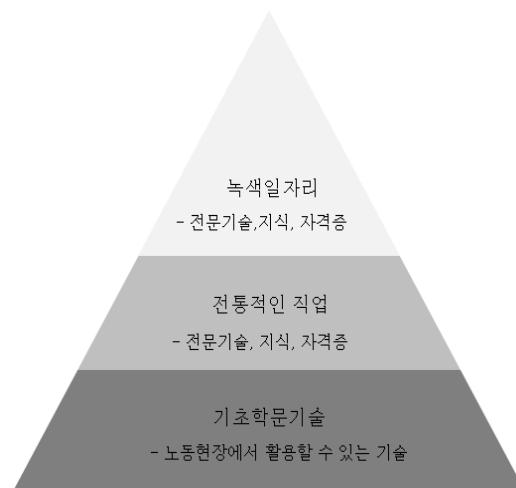 녹색일자리
- 전문기술,지식, 자격증
전통적인 직업
- 전문기술, 지식, 자격증
기초학문기술
- 노동현장에서 활용할 수 있는 기술